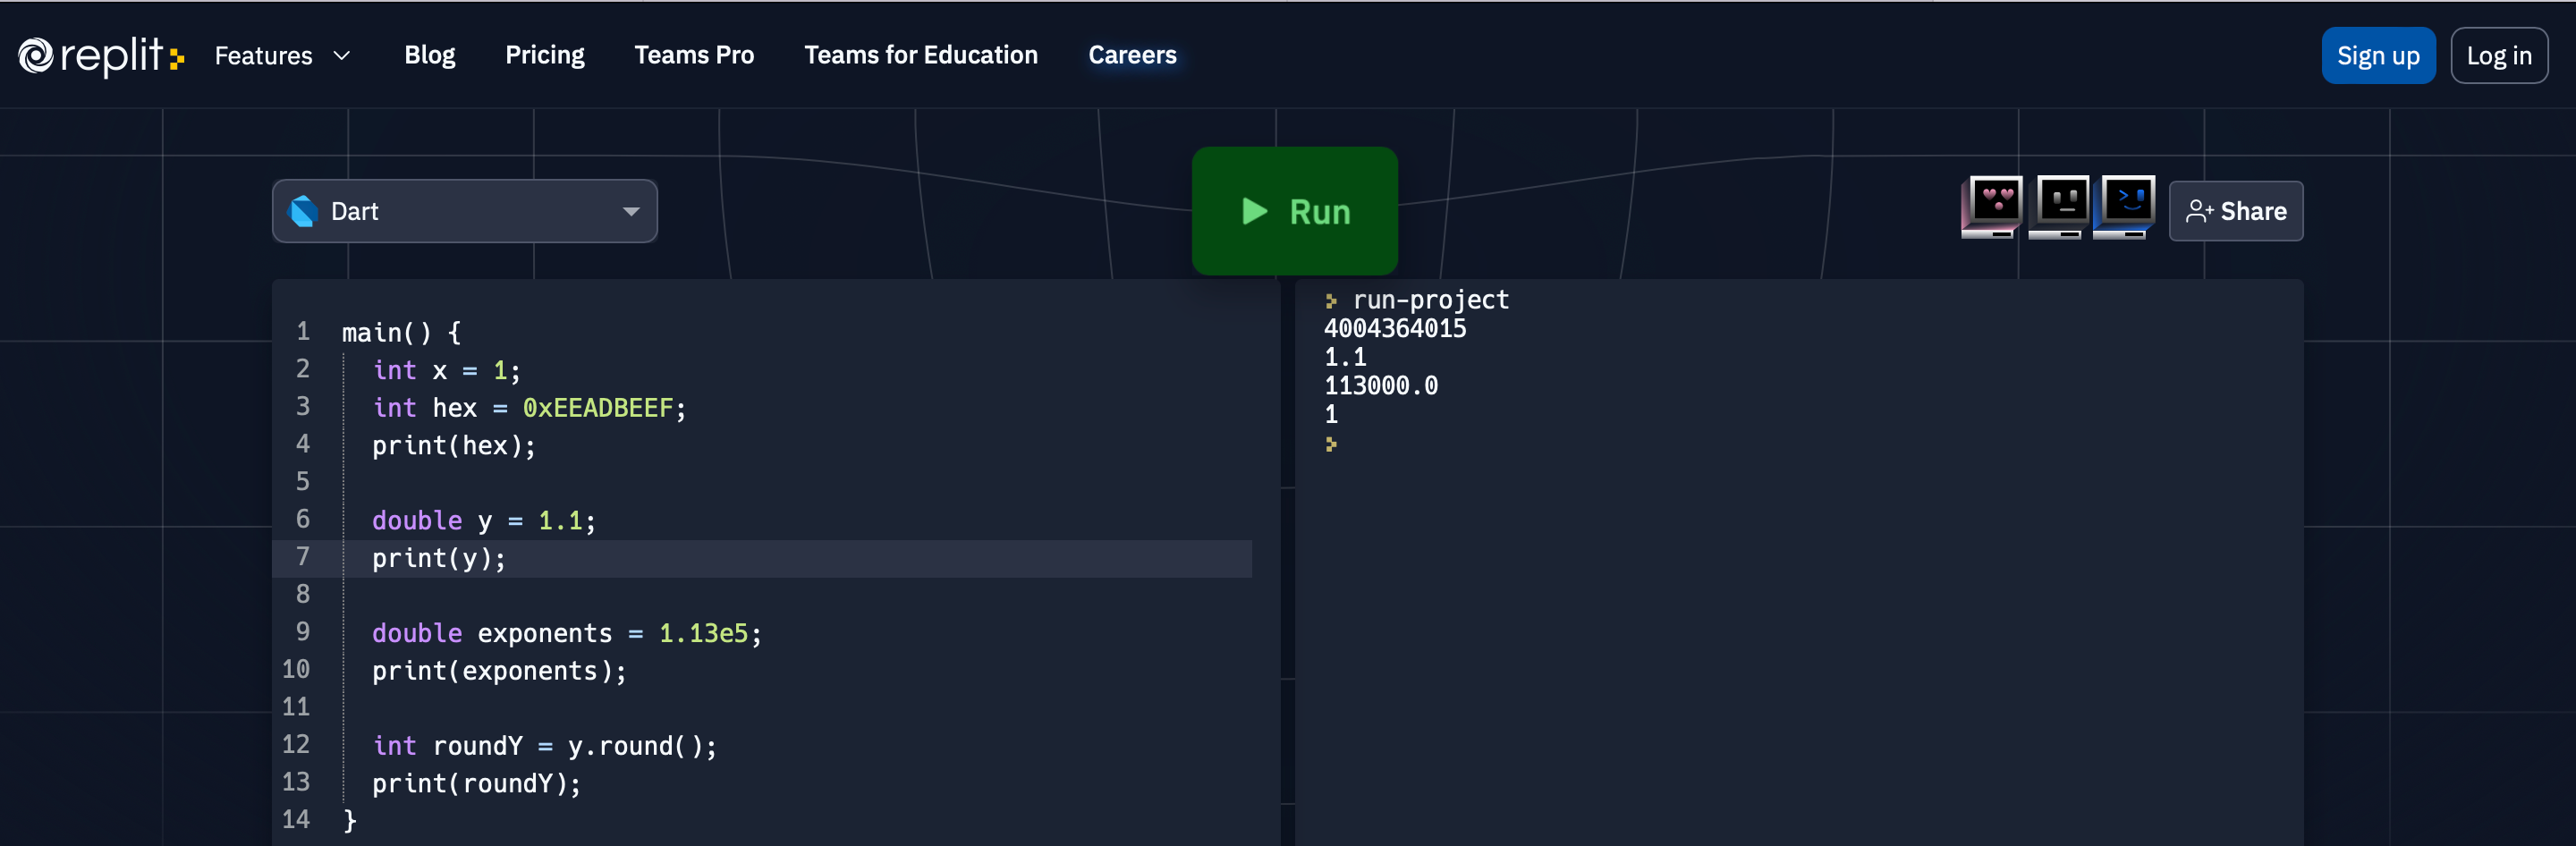 replit Features Blog Pricing Teams Pro Teams for Education Careers Sign up Log in
Dart
Run
Share
1 main() {
2 int x = 1;
3 int hex = 0xEEADBEEF;
4 print(hex);
5
6 double y = 1.1;
7 print(y);
8
9 double exponents = 1.13e5;
10 print(exponents);
11
12 int roundY = y.round();
13 print(roundY);
14 }
run-project
4004364015
1.1
113000.0
1